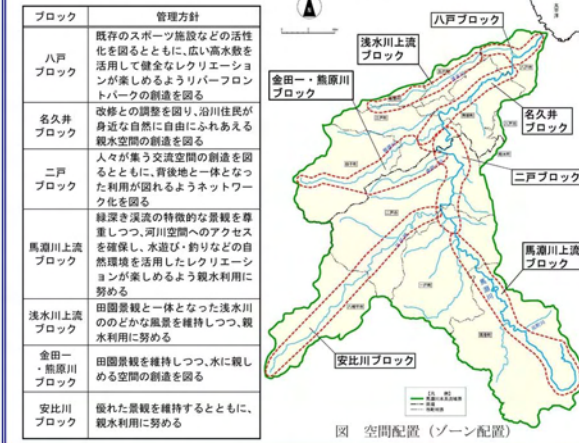 ブロック
管理方針
八戸
ブロック
既存のスポーツ施設などの活性
化を図るとともに、広い高水敷を
活用して健全なレクリエーショ
ンが楽しめるようリバーフロン
トパークの創造を図る
名久井
ブロック
改修との調整を図り、沿川住民が
身近な自然に自由にふれあえる
親水空間の創造を図る
二戸
ブロック
人々が集う交流空間の創造を図
るとともに、背後地と一体となっ
た利用が図れるようネットワー
ク化を図る
馬淵川上流
ブロック
緑深き渓流の特徴的な景観を尊
重しつつ、河川空間へのアクセス
を確保し、水遊び・釣りなどの自
然環境を活用したレクリエーシ
ョンが楽しめるよう親水利用に
努める
浅水川上流
ブロック
田園景観と一体となった浅水川
ののどかな風景を維持しつつ、親
水利用に努める
金田一
・熊原川
ブロック
田園景観を維持しつつ、水に親し
める空間の創造を図る
安比川
ブロック
優れた景観を維持するとともに、
親水利用に努める
八戸ブロック
浅水川上流
ブロック
金田一・熊原川
ブロック
名久井
ブロック
二戸ブロック
馬淵川上流
ブロック
安比川ブロック
図 空間配置（ゾーン配置）